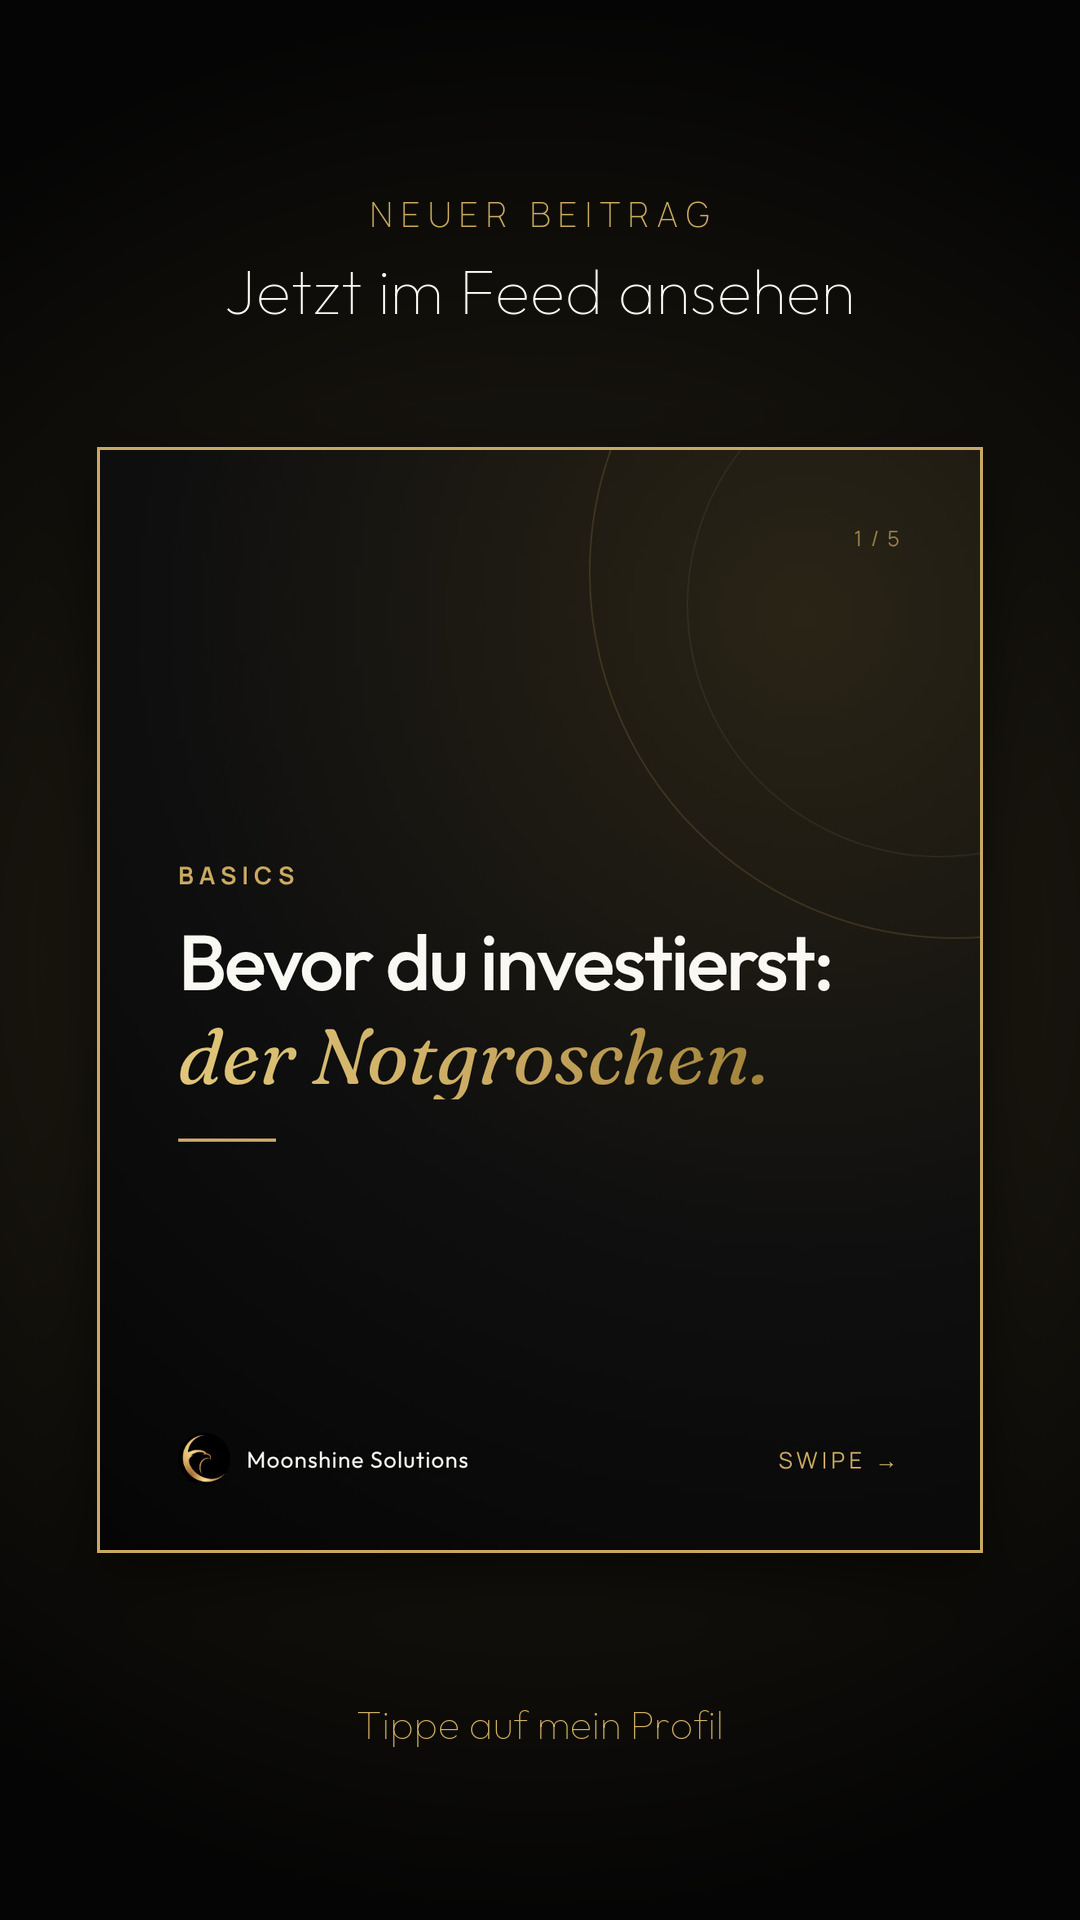 NEUER BEITRAG
Jetzt im Feed ansehen
1 / 5
BASICS
Bevor du investierst:
der Notgroschen.
Moonshine Solutions
SWIPE →
Tippe auf mein Profil